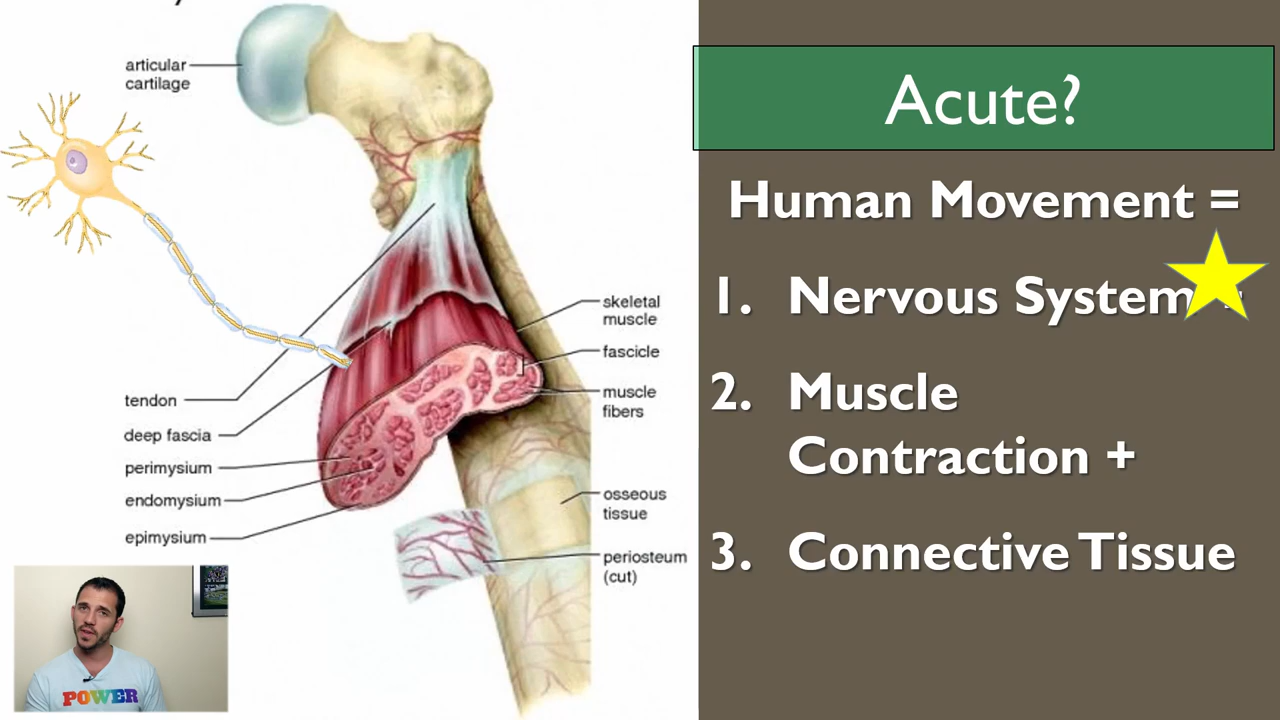 articular
cartilage
tendon
deep fascia
perimysium
endomysium
epimysium
skeletal
muscle
fascicle
muscle
fibers
osseous
tissue
periosteum
(cut)
POWER
Acute?
Human Movement =
1. Nervous System
2. Muscle
Contraction +
3. Connective Tissue